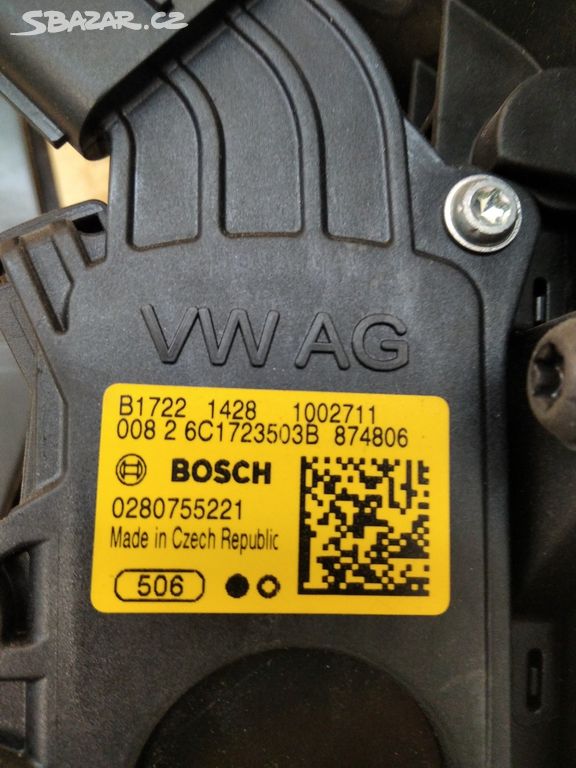 SBAZAR.CZ
VW AG
B1722 1428 1002711
008 2 6C1723503B 874806
BOSCH
0280755221
Made in Czech Republic
506